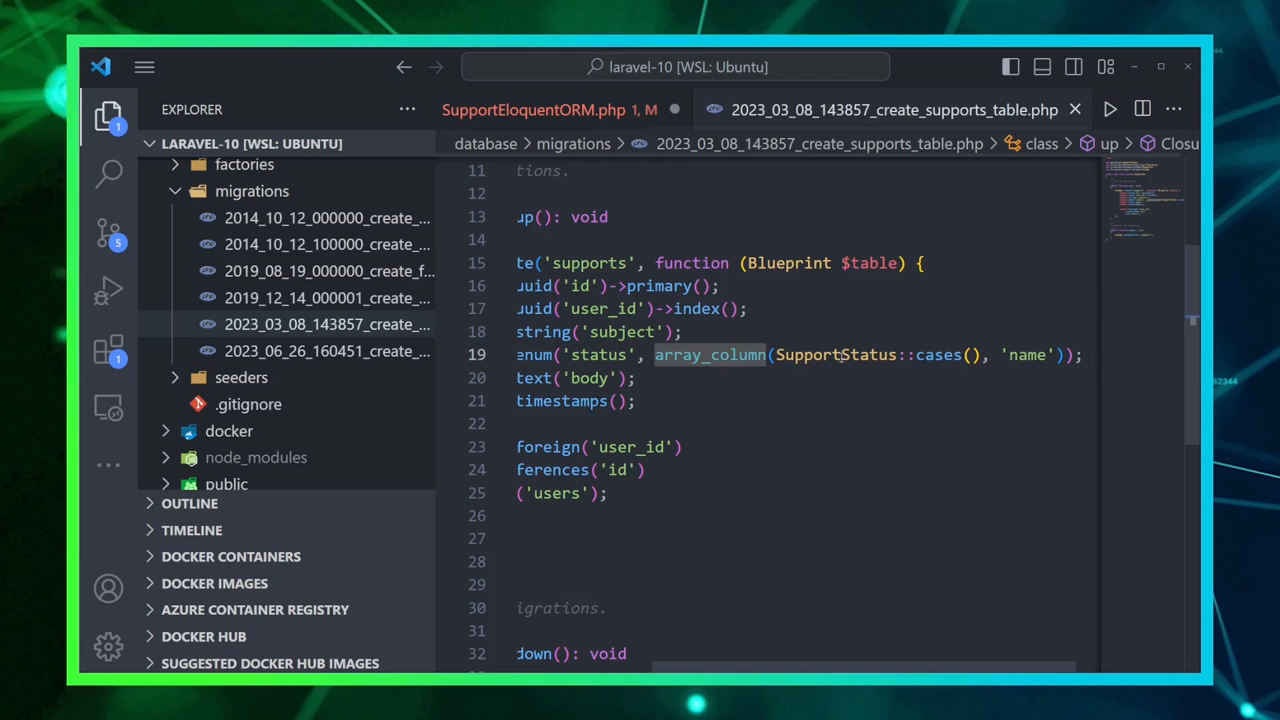 laravel-10 [WSL: Ubuntu]
EXPLORER
SupportEloquentORM.php 1, M
2023_03_08_143857_create_supports_table.php
LARAVEL-10 [WSL: UBUNTU]
database > migrations > 2023_03_08_143857_create_supports_table.php > class > up > Closu
factories
migrations
2014_10_12_000000_create_...
2014_10_12_100000_create_...
2019_08_19_000000_create_f...
2019_12_14_000001_create_...
2023_03_08_143857_create_...
2023_06_26_160451_create_...
seeders
.gitignore
docker
node_modules
public
OUTLINE
TIMELINE
DOCKER CONTAINERS
DOCKER IMAGES
AZURE CONTAINER REGISTRY
DOCKER HUB
SUGGESTED DOCKER HUB IMAGES
1
5
1
11 tions.
12
13 up(): void
14
15 te('supports', function (Blueprint $table) {
16 uuid('id')->primary();
17 uuid('user_id')->index();
18 string('subject');
19 enum('status', array_column(SupportStatus::cases(), 'name'));
20 text('body');
21 timestamps();
22
23 foreign('user_id')
24 ferences('id')
25 ('users');
26
27
28
29
30 igrations.
31
32 down(): void